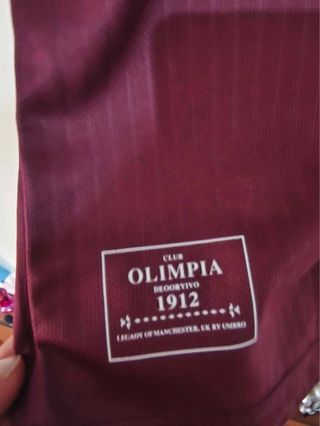 CLUB
OLIMPIA
DEOORYIVO
1912
LEGAOY OF MANCHESTER, UK BY UMBRO